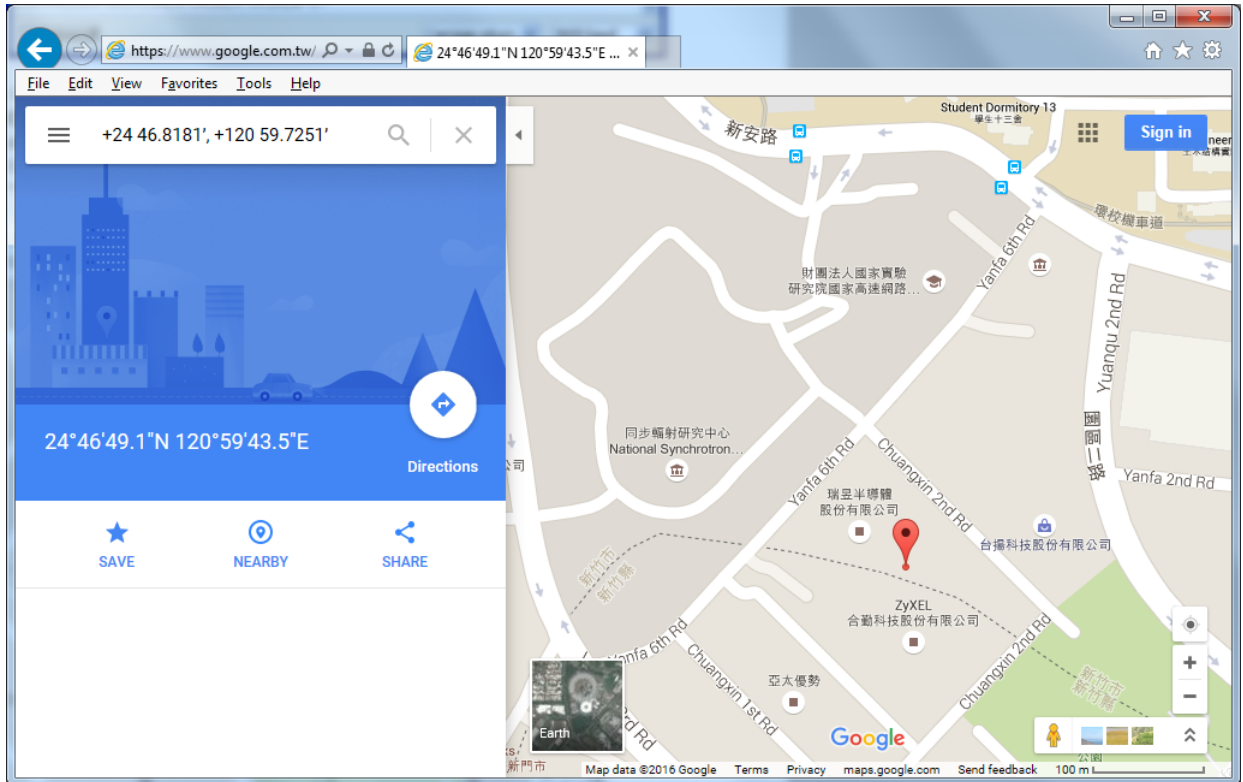 https://www.google.com.tw/
24°46'49.1"N 120°59'43.5"E ...
File Edit View Favorites Tools Help
+24 46.8181’, +120 59.7251’
24°46'49.1"N 120°59'43.5"E
Directions
SAVE NEARBY SHARE
Student Dormitory 13
學生十三舍
Sign in
新安路
環校機車道
Yanfa 6th Rd
財團法人國家實驗
研究院國家高速網路...
Yuanqu 2nd Rd
園區二路
同步輻射研究中心
National Synchrotron...
公司
Yanfa 6th Rd
Chuangxin 2nd Rd
Yanfa 2nd Rd
瑞昱半導體
股份有限公司
台揚科技股份有限公司
新竹市
新竹縣
ZyXEL
合勤科技股份有限公司
Yanfa 6th Rd
Chuangxin 1st Rd
Chuangxin 2nd Rd
新竹市
新竹縣
亞太優勢
3rd Rd
Earth
Google
公園
新門市
Map data ©2016 Google Terms Privacy maps.google.com Send feedback 100 m